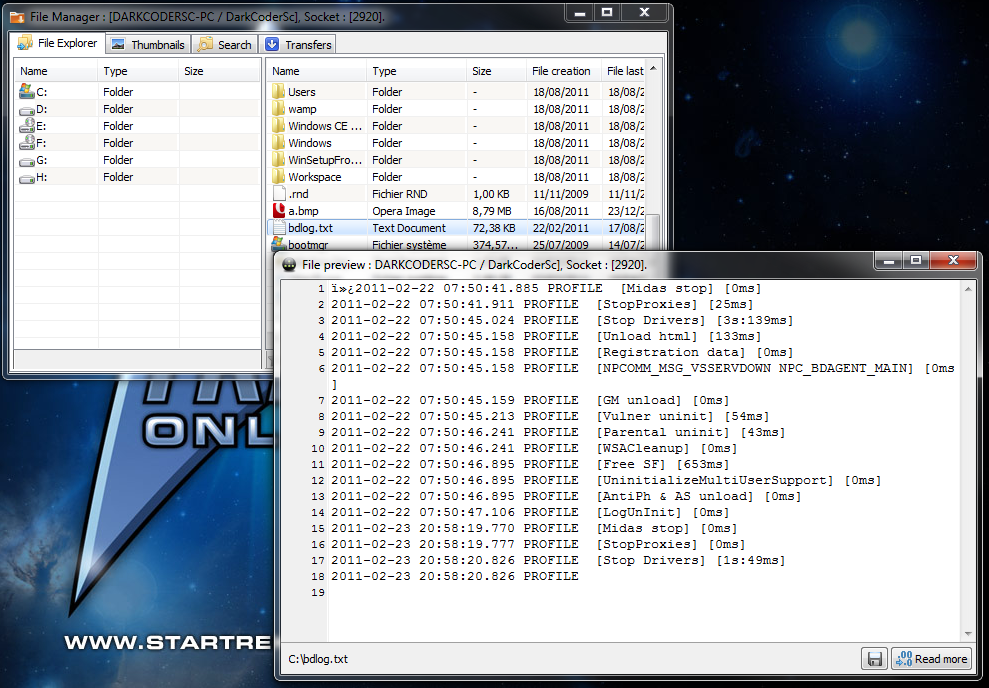 File Manager : [DARKCODERSC-PC / DarkCoderSc], Socket : [2920].
File Explorer Thumbnails Search Transfers
Name Type Size
C: Folder
D: Folder
E: Folder
F: Folder
G: Folder
H: Folder
Name Type Size File creation File last
Users Folder - 18/08/2011 18/08/2
wamp Folder - 18/08/2011 18/08/2
Windows CE ... Folder - 18/08/2011 18/08/2
Windows Folder - 18/08/2011 18/08/2
WinSetupFro... Folder - 18/08/2011 18/08/2
Workspace Folder - 18/08/2011 18/08/2
.rnd Fichier RND 1,00 KB 11/11/2009 11/11/2
a.bmp Opera Image 8,79 MB 16/08/2011 23/12/2
bdlog.txt Text Document 72,38 KB 22/02/2011 17/08/2
bootmgr Fichier système 374,57... 25/07/2009 14/07/2
File preview : DARKCODERSC-PC / DarkCoderSc], Socket : [2920].
1 ï»¿2011-02-22 07:50:41.885 PROFILE [Midas stop] [0ms]
2 2011-02-22 07:50:41.911 PROFILE [StopProxies] [25ms]
3 2011-02-22 07:50:45.024 PROFILE [Stop Drivers] [3s:139ms]
4 2011-02-22 07:50:45.158 PROFILE [Unload html] [133ms]
5 2011-02-22 07:50:45.158 PROFILE [Registration data] [0ms]
6 2011-02-22 07:50:45.158 PROFILE [NPCOMM_MSG_VSSERVDOWN NPC_BDAGENT_MAIN] [0ms
]
7 2011-02-22 07:50:45.159 PROFILE [GM unload] [0ms]
8 2011-02-22 07:50:45.213 PROFILE [Vulner uninit] [54ms]
9 2011-02-22 07:50:46.241 PROFILE [Parental uninit] [43ms]
10 2011-02-22 07:50:46.241 PROFILE [WSACleanup] [0ms]
11 2011-02-22 07:50:46.895 PROFILE [Free SF] [653ms]
12 2011-02-22 07:50:46.895 PROFILE [UninitializeMultiUserSupport] [0ms]
13 2011-02-22 07:50:46.895 PROFILE [AntiPh & AS unload] [0ms]
14 2011-02-22 07:50:47.106 PROFILE [LogUnInit] [0ms]
15 2011-02-23 20:58:19.770 PROFILE [Midas stop] [0ms]
16 2011-02-23 20:58:19.777 PROFILE [StopProxies] [0ms]
17 2011-02-23 20:58:20.826 PROFILE [Stop Drivers] [1s:49ms]
18 2011-02-23 20:58:20.826 PROFILE
19
C:\bdlog.txt Read more
ONL
WWW.STARTRE